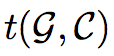 t(𝒢, 𝒞)